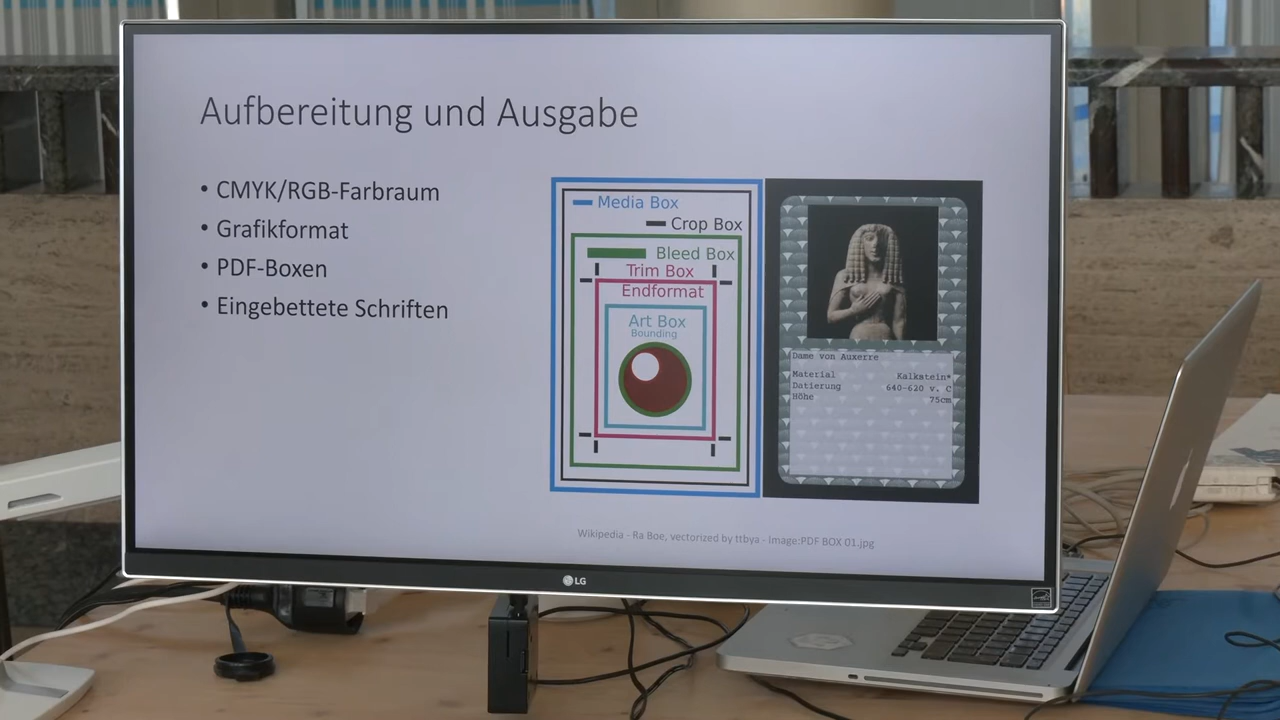 Aufbereitung und Ausgabe
• CMYK/RGB-Farbraum
• Grafikformat
• PDF-Boxen
• Eingebettete Schriften
Media Box
Crop Box
Bleed Box
Trim Box
Endformat
Art Box
Bounding
Dame von Auxerre
Material Kalkstein*
Datierung 640-620 v. C
Höhe 75cm
Wikipedia - Ra Boe, vectorized by ttbya - Image:PDF BOX 01.jpg
LG